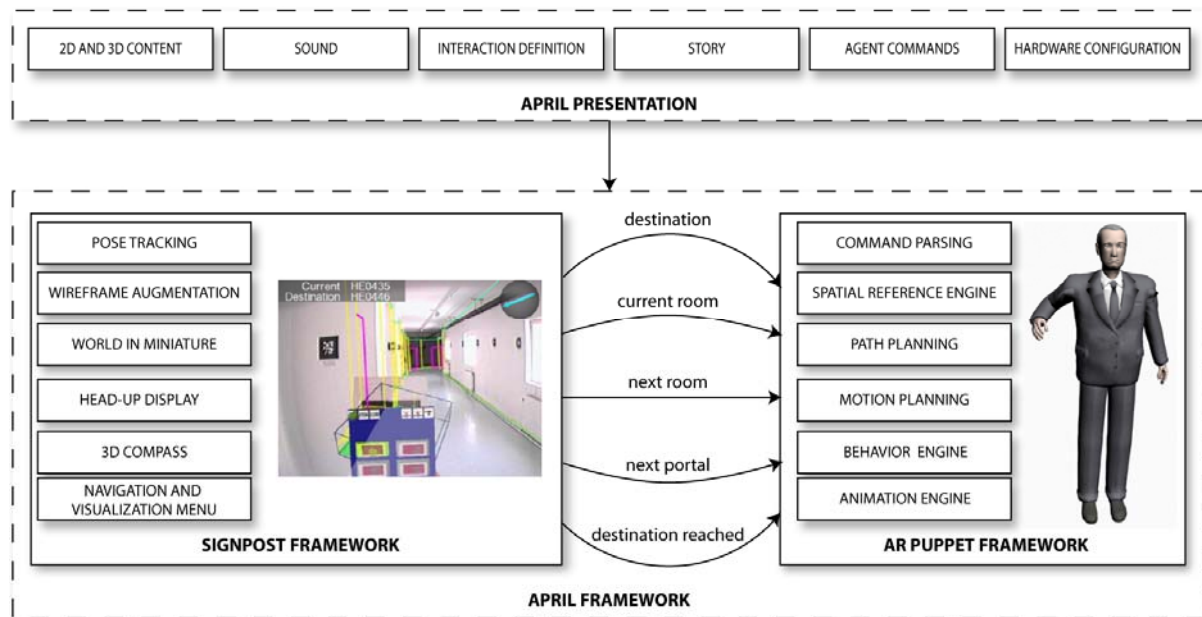 2D AND 3D CONTENT
SOUND
INTERACTION DEFINITION
STORY
AGENT COMMANDS
HARDWARE CONFIGURATION
APRIL PRESENTATION
POSE TRACKING
WIREFRAME AUGMENTATION
WORLD IN MINIATURE
HEAD-UP DISPLAY
3D COMPASS
NAVIGATION AND
VISUALIZATION MENU
Current HE0435
Destination HE0446
SIGNPOST FRAMEWORK
destination
current room
next room
next portal
destination reached
COMMAND PARSING
SPATIAL REFERENCE ENGINE
PATH PLANNING
MOTION PLANNING
BEHAVIOR ENGINE
ANIMATION ENGINE
AR PUPPET FRAMEWORK
APRIL FRAMEWORK